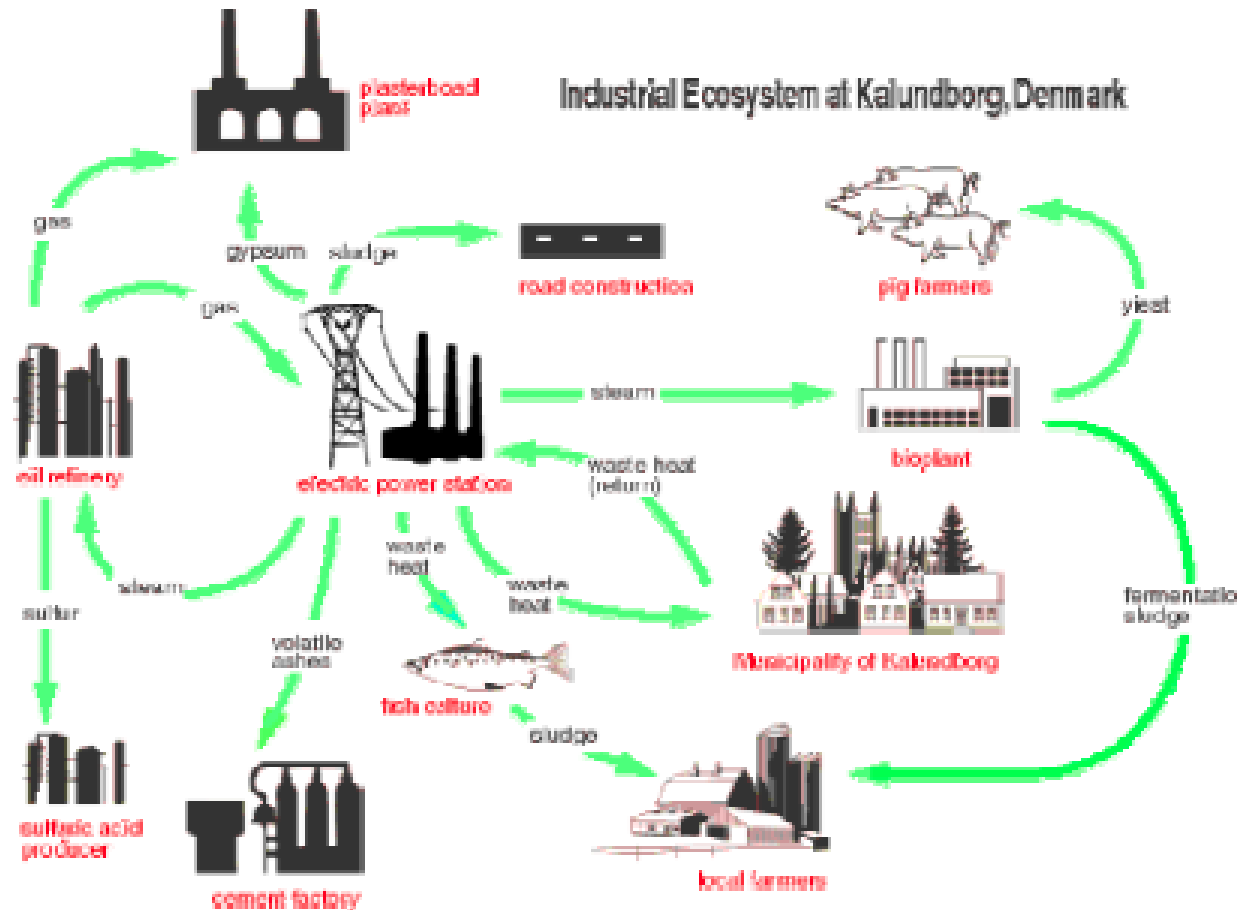 Industrial Ecosystem at Kalundborg, Denmark
plasterboad
plant
gas
gypsum
sludge
road construction
pig farmers
gas
yieat
steam
oil refinery
electric power station
waste heat
(return)
bioplant
waste
heat
waste
heat
steam
sulfur
fermentatio
sludge
volatile
ashes
Municipality of Kalundborg
fish culture
sludge
sulfuric acid
producer
local farmers
cement factory